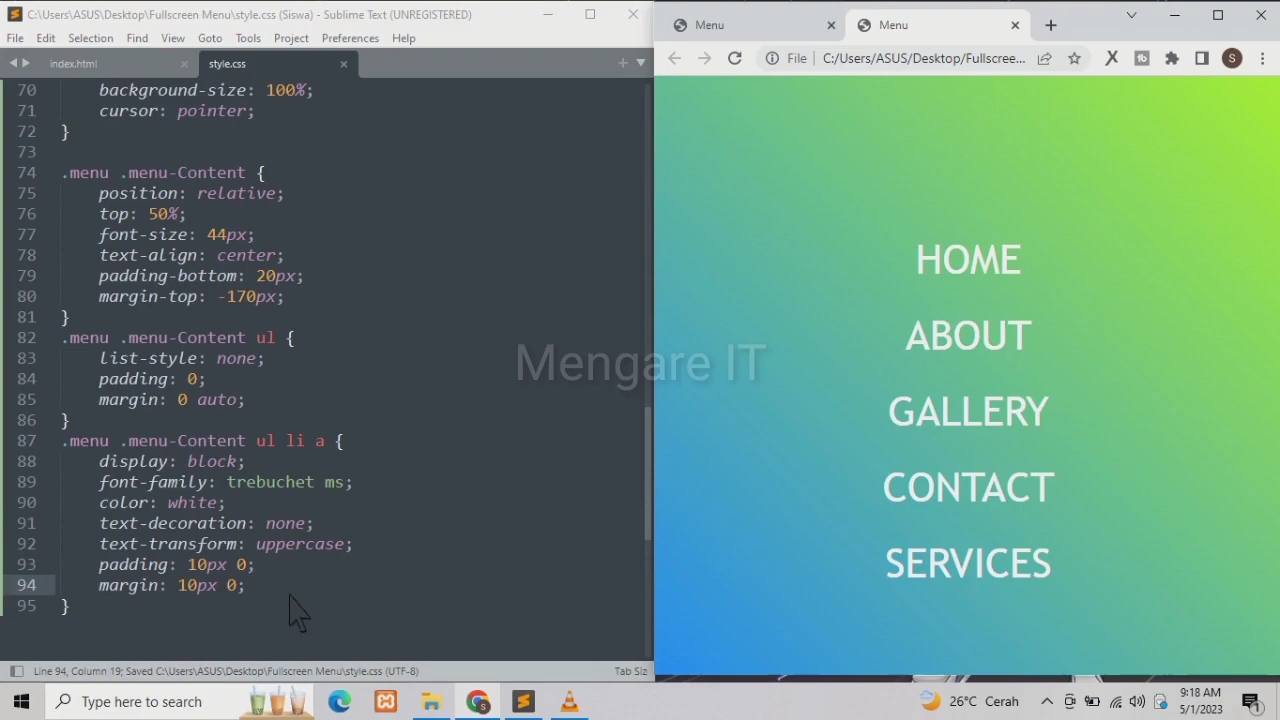 C:\Users\ASUS\Desktop\Fullscreen Menu\style.css (Siswa) - Sublime Text (UNREGISTERED)
File Edit Selection Find View Goto Tools Project Preferences Help
index.html
style.css
70 background-size: 100%;
71 cursor: pointer;
72 }
73
74 .menu .menu-Content {
75 position: relative;
76 top: 50%;
77 font-size: 44px;
78 text-align: center;
79 padding-bottom: 20px;
80 margin-top: -170px;
81 }
82 .menu .menu-Content ul {
83 list-style: none;
84 padding: 0;
85 margin: 0 auto;
86 }
87 .menu .menu-Content ul li a {
88 display: block;
89 font-family: trebuchet ms;
90 color: white;
91 text-decoration: none;
92 text-transform: uppercase;
93 padding: 10px 0;
94 margin: 10px 0;
95 }
Line 94, Column 19; Saved C:\Users\ASUS\Desktop\Fullscreen Menu\style.css (UTF-8)
Tab Siz
Menu
Menu
File C:/Users/ASUS/Desktop/Fullscreen...
S
HOME
ABOUT
GALLERY
CONTACT
SERVICES
Mengare IT
Type here to search
26°C Cerah
9:18 AM
5/1/2023
1